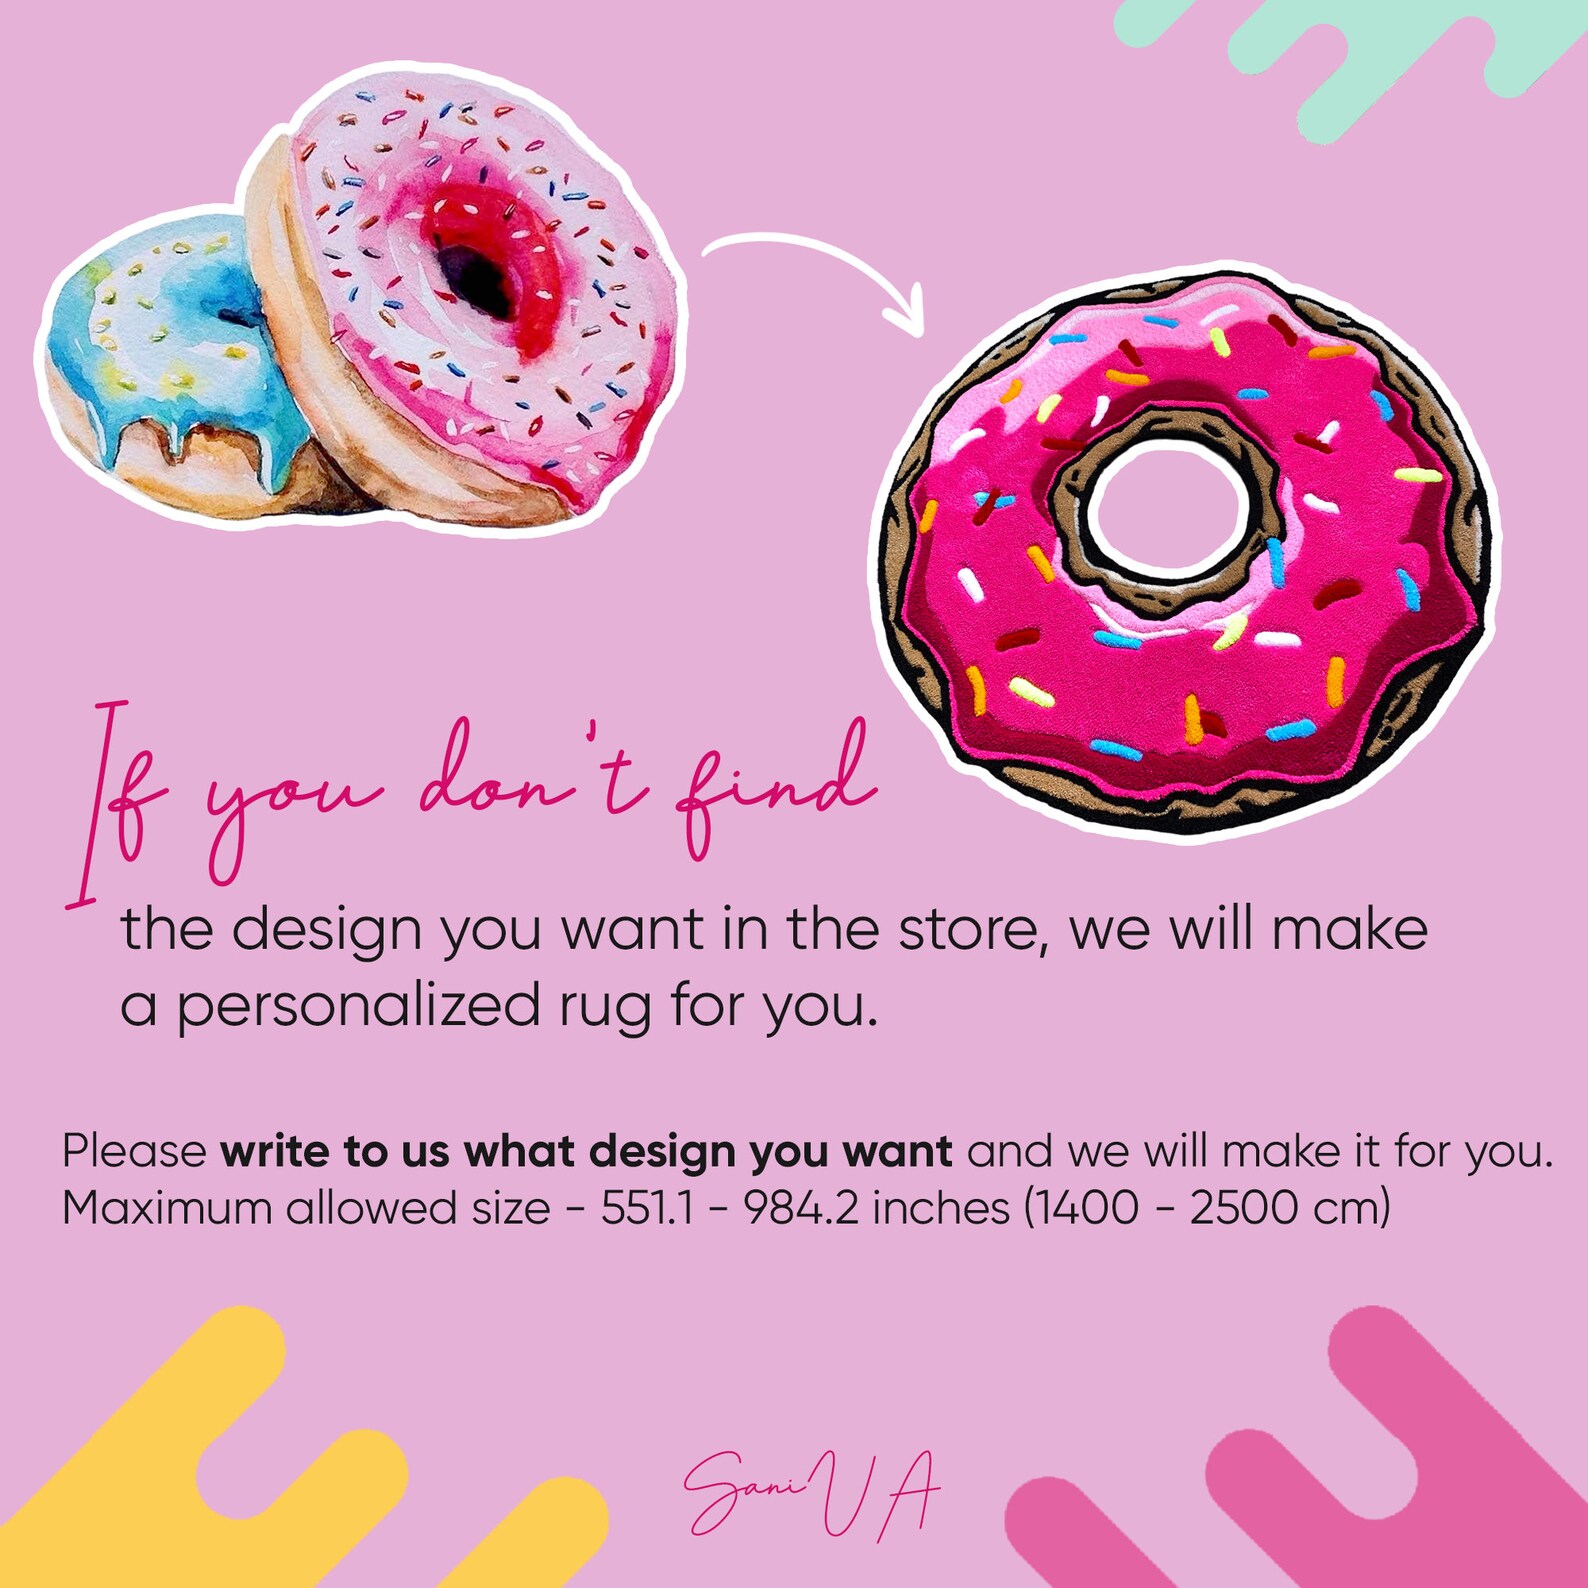 If you don't find
the design you want in the store, we will make
a personalized rug for you.
Please write to us what design you want and we will make it for you.
Maximum allowed size - 551.1 - 984.2 inches (1400 - 2500 cm)
SaniVA